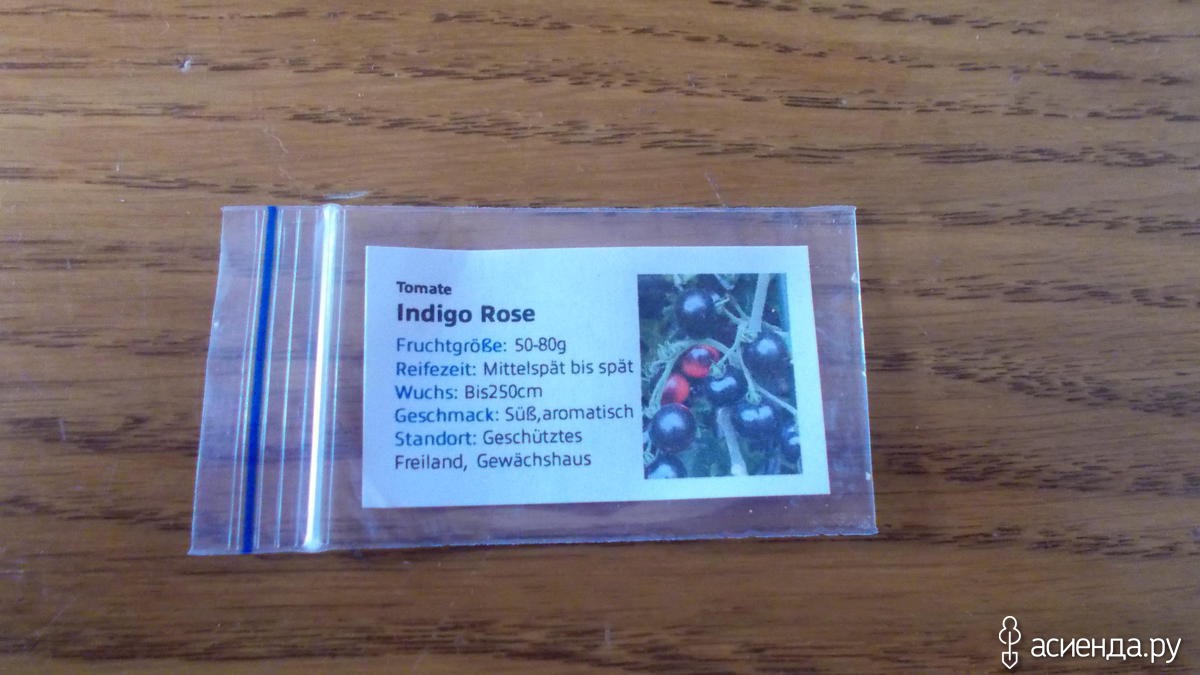 Tomate
Indigo Rose
Fruchtgröße: 50-80g
Reifezeit: Mittelspät bis spät
Wuchs: Bis250cm
Geschmack: Süß,aromatisch
Standort: Geschütztes
Freiland, Gewächshaus
асиенда.ру